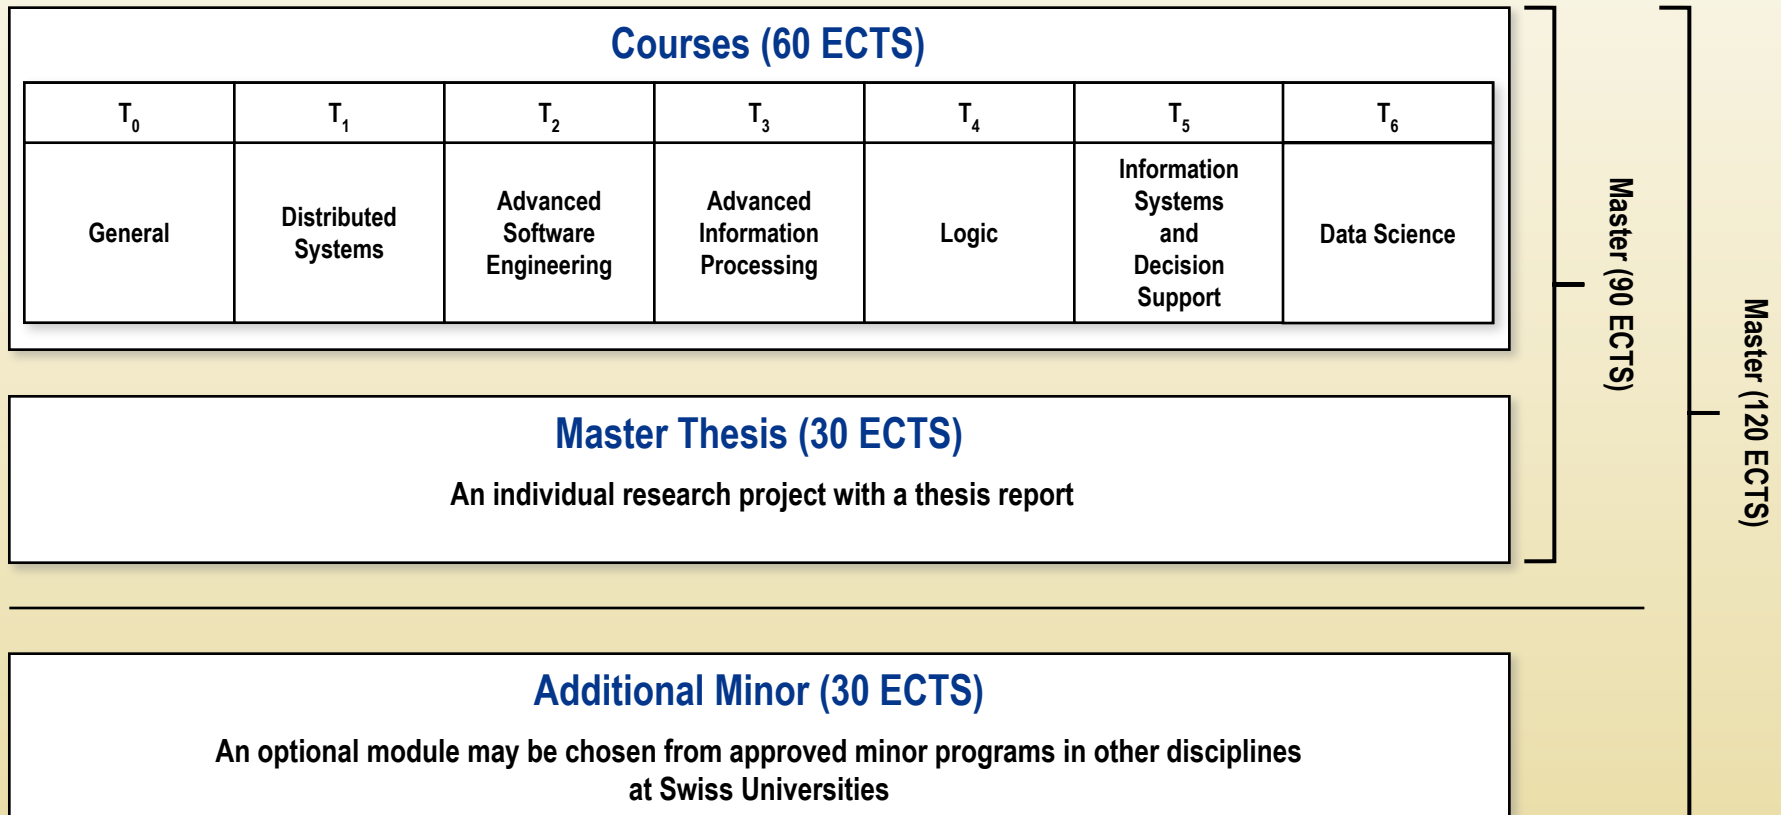 Courses (60 ECTS)
T0
T1
T2
T3
T4
T5
T6
General
Distributed
Systems
Advanced
Software
Engineering
Advanced
Information
Processing
Logic
Information
Systems
and
Decision
Support
Data Science
Master (90 ECTS)
Master (120 ECTS)
Master Thesis (30 ECTS)
An individual research project with a thesis report
Additional Minor (30 ECTS)
An optional module may be chosen from approved minor programs in other disciplines
at Swiss Universities